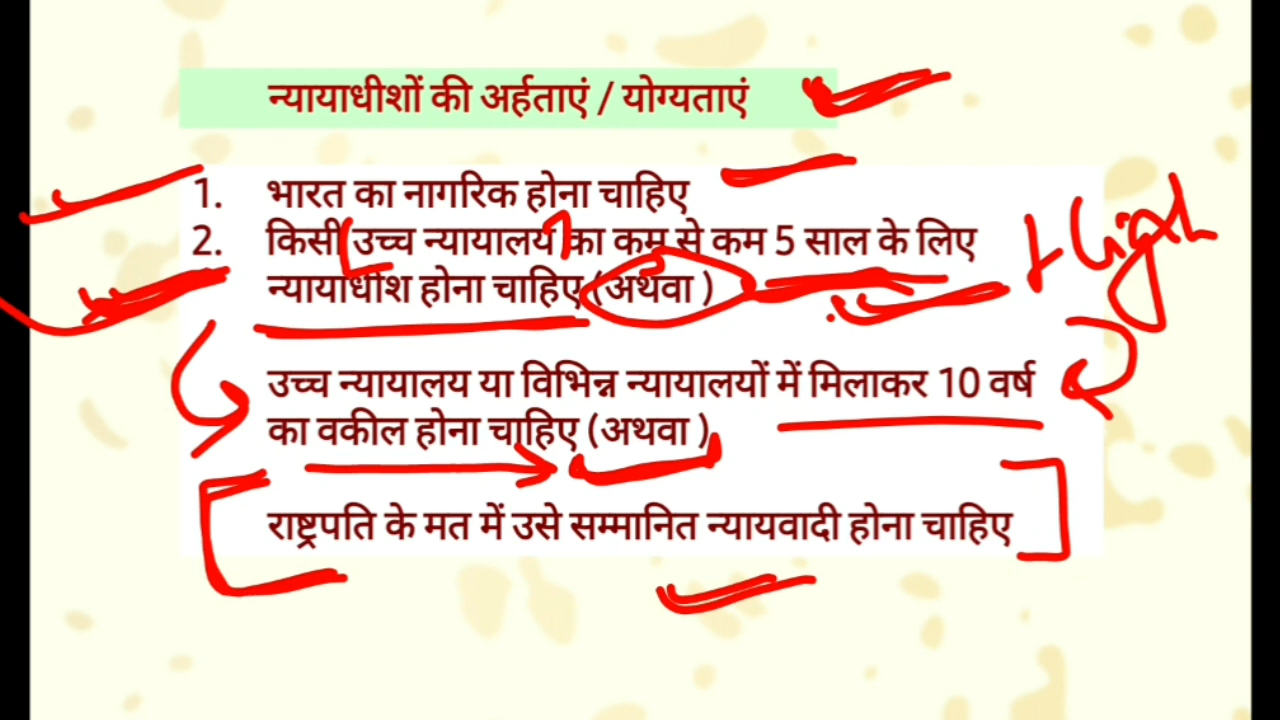 न्यायाधीशों की अर्हताएं / योग्यताएं
1. भारत का नागरिक होना चाहिए
2. किसी उच्च न्यायालय का कम से कम 5 साल के लिए
न्यायाधीश होना चाहिए (अथवा )
High
उच्च न्यायालय या विभिन्न न्यायालयों में मिलाकर 10 वर्ष
का वकील होना चाहिए (अथवा )
राष्ट्रपति के मत में उसे सम्मानित न्यायवादी होना चाहिए